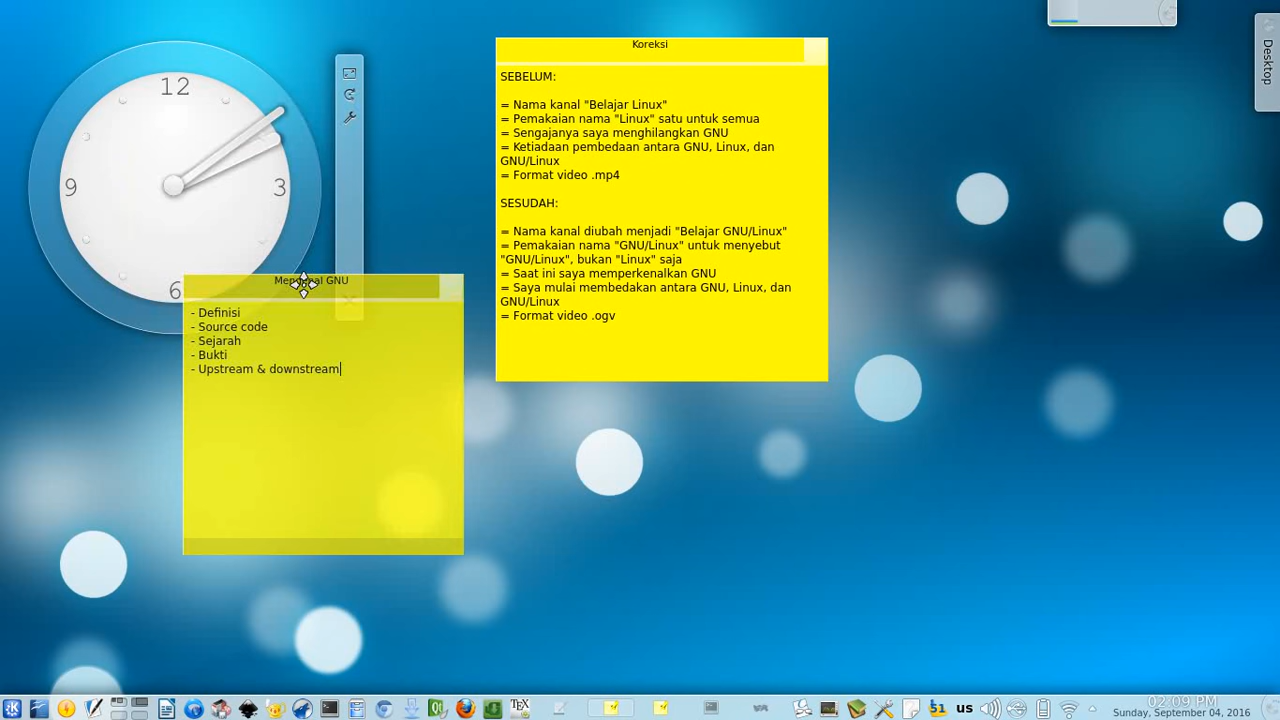 12
9
3
6
Koreksi
SEBELUM:
= Nama kanal "Belajar Linux"
= Pemakaian nama "Linux" satu untuk semua
= Sengajanya saya menghilangkan GNU
= Ketiadaan pembedaan antara GNU, Linux, dan
GNU/Linux
= Format video .mp4
SESUDAH:
= Nama kanal diubah menjadi "Belajar GNU/Linux"
= Pemakaian nama "GNU/Linux" untuk menyebut
"GNU/Linux", bukan "Linux" saja
= Saat ini saya memperkenalkan GNU
= Saya mulai membedakan antara GNU, Linux, dan
GNU/Linux
= Format video .ogv
Mengenal GNU
- Definisi
- Source code
- Sejarah
- Bukti
- Upstream & downstream
Desktop
TEX
us
02:09 PM
Sunday, September 04, 2016